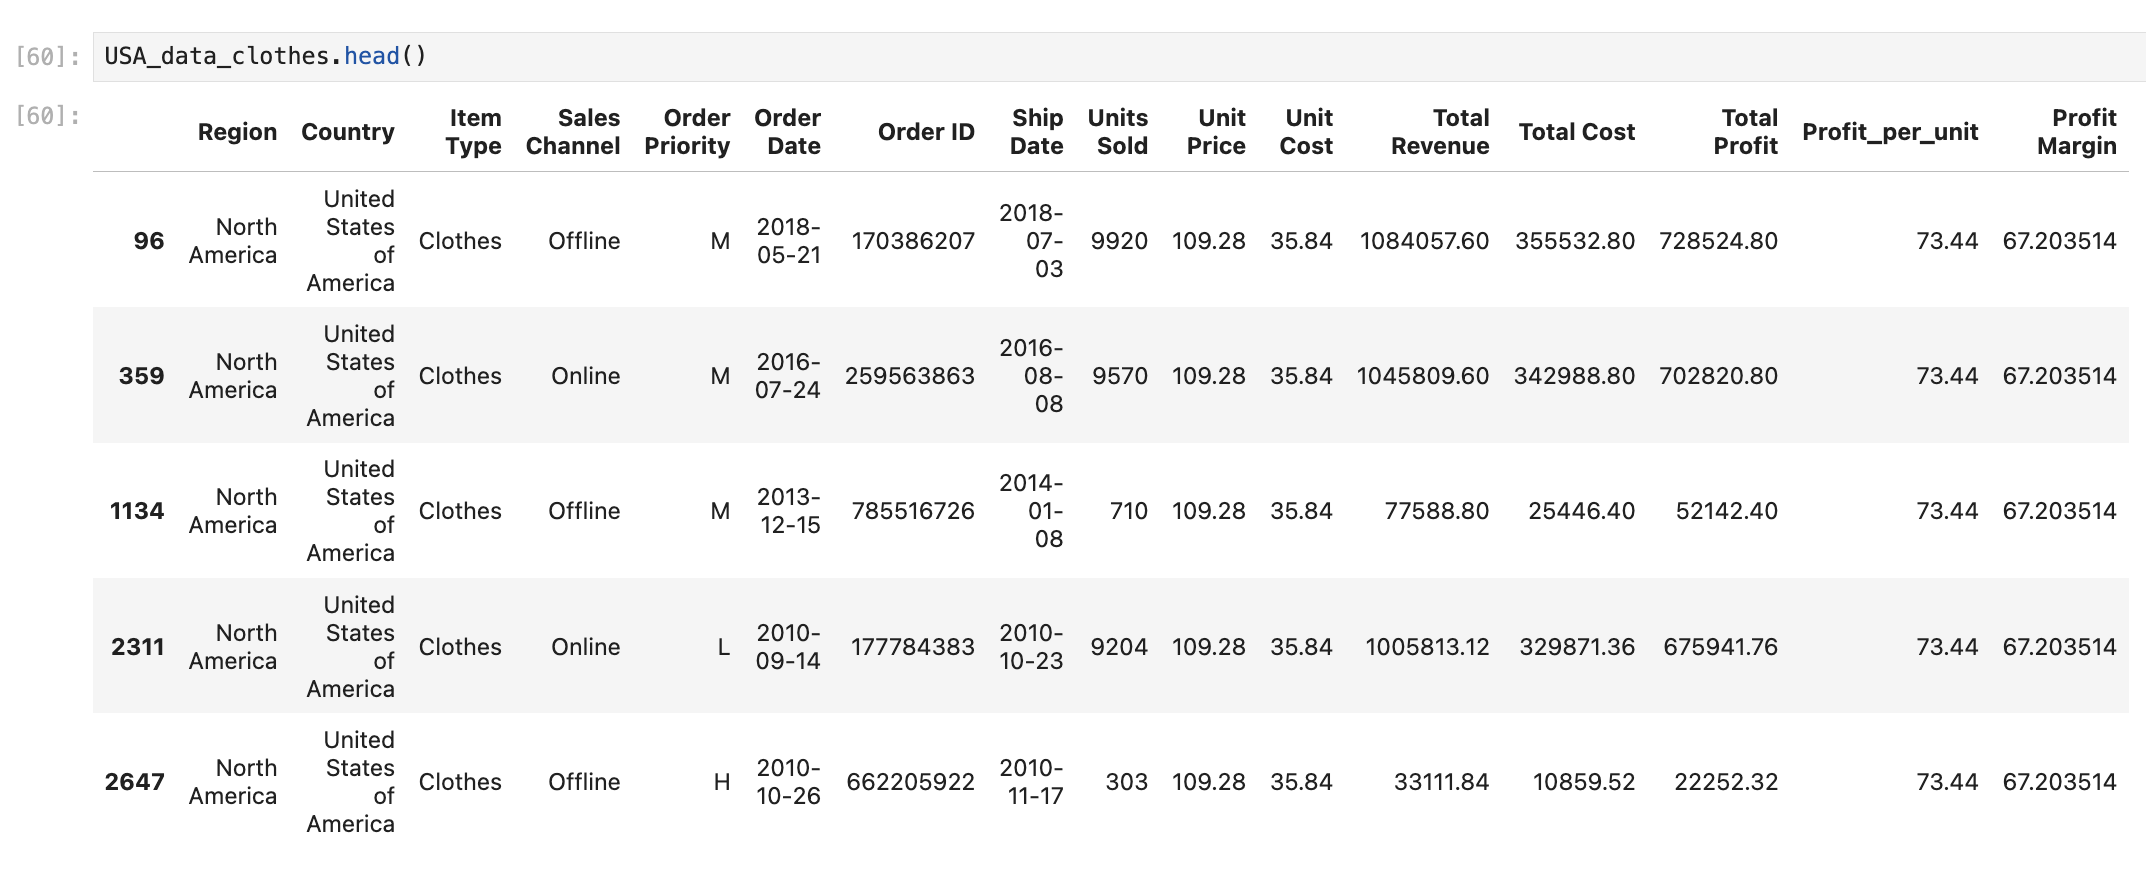 [60]: USA_data_clothes.head()
[60]:
Region Country Item Type Sales Channel Order Priority Order Date Order ID Ship Date Units Sold Unit Price Unit Cost Total Revenue Total Cost Total Profit Profit_per_unit Profit Margin
96 North America United States of America Clothes Offline M 2018-05-21 170386207 2018-07-03 9920 109.28 35.84 1084057.60 355532.80 728524.80 73.44 67.203514
359 North America United States of America Clothes Online M 2016-07-24 259563863 2016-08-08 9570 109.28 35.84 1045809.60 342988.80 702820.80 73.44 67.203514
1134 North America United States of America Clothes Offline M 2013-12-15 785516726 2014-01-08 710 109.28 35.84 77588.80 25446.40 52142.40 73.44 67.203514
2311 North America United States of America Clothes Online L 2010-09-14 177784383 2010-10-23 9204 109.28 35.84 1005813.12 329871.36 675941.76 73.44 67.203514
2647 North America United States of America Clothes Offline H 2010-10-26 662205922 2010-11-17 303 109.28 35.84 33111.84 10859.52 22252.32 73.44 67.203514